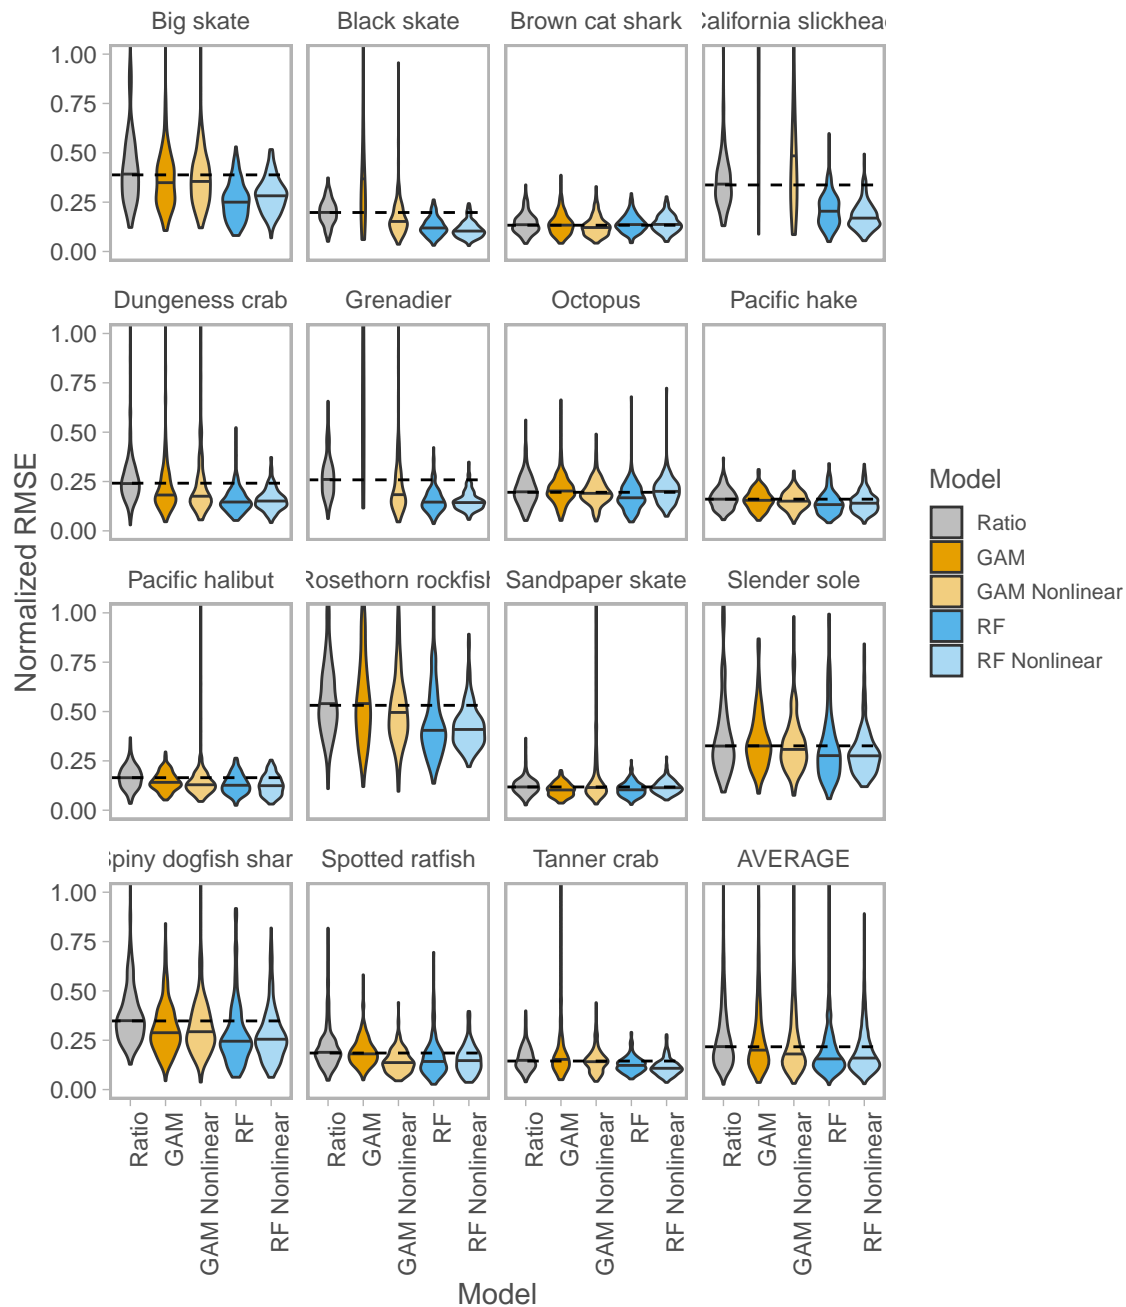 Big skate
Black skate
Brown cat shark
California slickhead
1.00
0.75
0.50
0.25
0.00
Dungeness crab
Grenadier
Octopus
Pacific hake
1.00
0.75
0.50
0.25
0.00
Pacific halibut
Rosethorn rockfish
Sandpaper skate
Slender sole
1.00
0.75
0.50
0.25
0.00
Spiny dogfish shar
Spotted ratfish
Tanner crab
AVERAGE
1.00
0.75
0.50
0.25
0.00
Normalized RMSE
Ratio
GAM
GAM Nonlinear
RF
RF Nonlinear
Ratio
GAM
GAM Nonlinear
RF
RF Nonlinear
Ratio
GAM
GAM Nonlinear
RF
RF Nonlinear
Ratio
GAM
GAM Nonlinear
RF
RF Nonlinear
Model
Model
Ratio
GAM
GAM Nonlinear
RF
RF Nonlinear